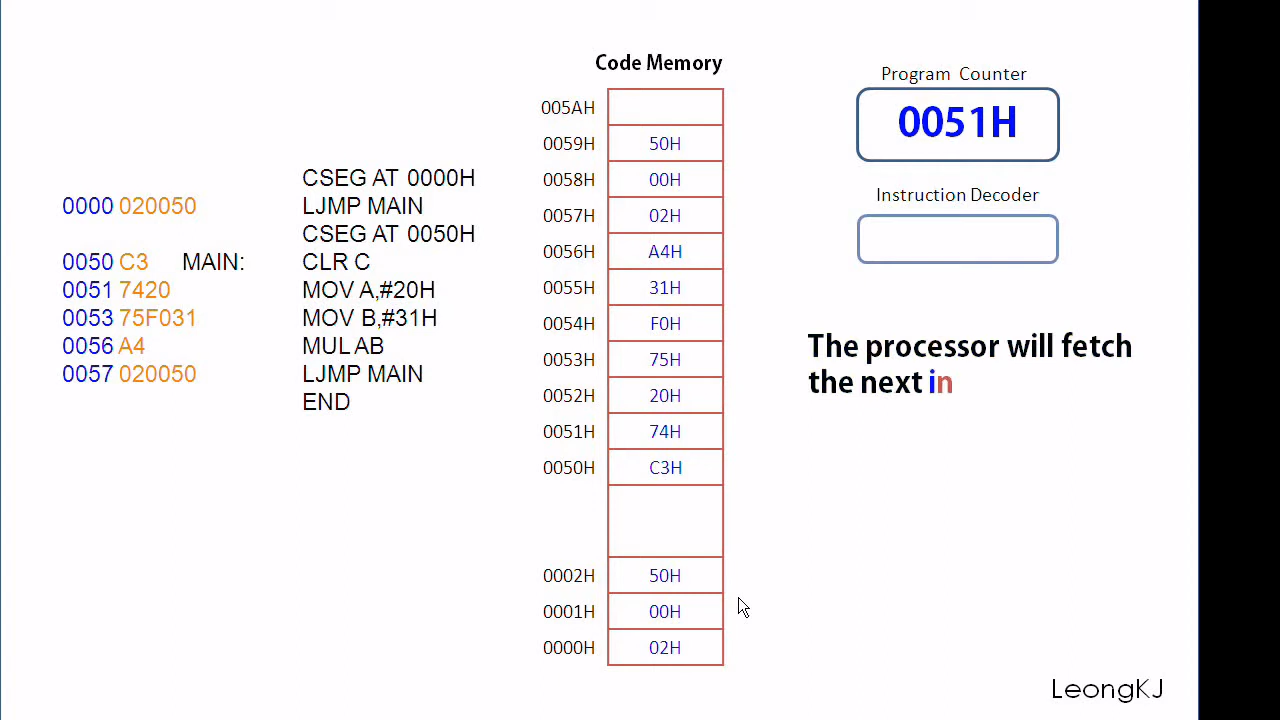 Code Memory
Program Counter
0051H
Instruction Decoder
CSEG AT 0000H
0000 020050 LJMP MAIN
CSEG AT 0050H
0050 C3 MAIN: CLR C
0051 7420 MOV A,#20H
0053 75F031 MOV B,#31H
0056 A4 MUL AB
0057 020050 LJMP MAIN
END
005AH
0059H 50H
0058H 00H
0057H 02H
0056H A4H
0055H 31H
0054H F0H
0053H 75H
0052H 20H
0051H 74H
0050H C3H
0002H 50H
0001H 00H
0000H 02H
The processor will fetch
the next in
LeongKJ